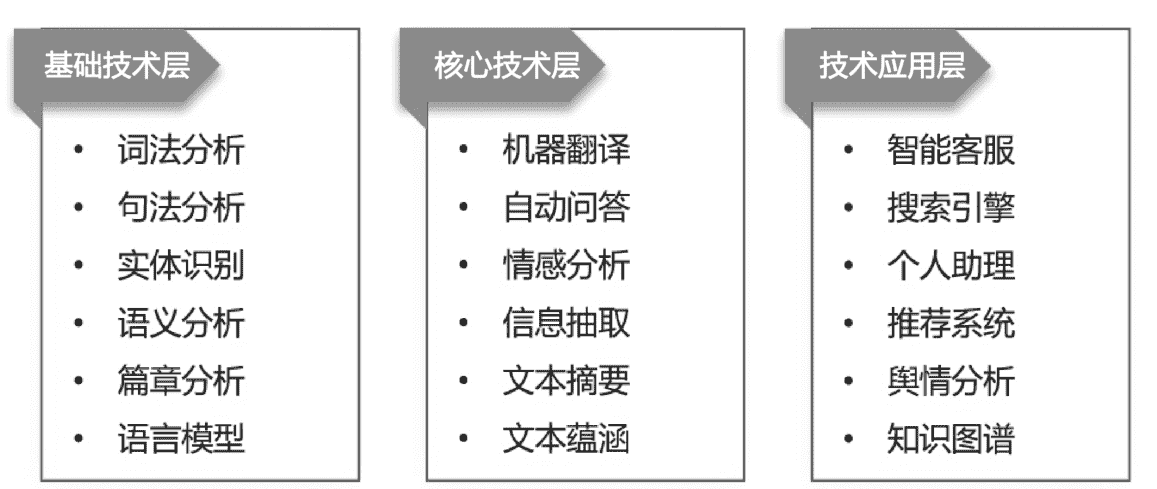 基础技术层
• 词法分析
• 句法分析
• 实体识别
• 语义分析
• 篇章分析
• 语言模型
核心技术层
• 机器翻译
• 自动问答
• 情感分析
• 信息抽取
• 文本摘要
• 文本蕴涵
技术应用层
• 智能客服
• 搜索引擎
• 个人助理
• 推荐系统
• 舆情分析
• 知识图谱